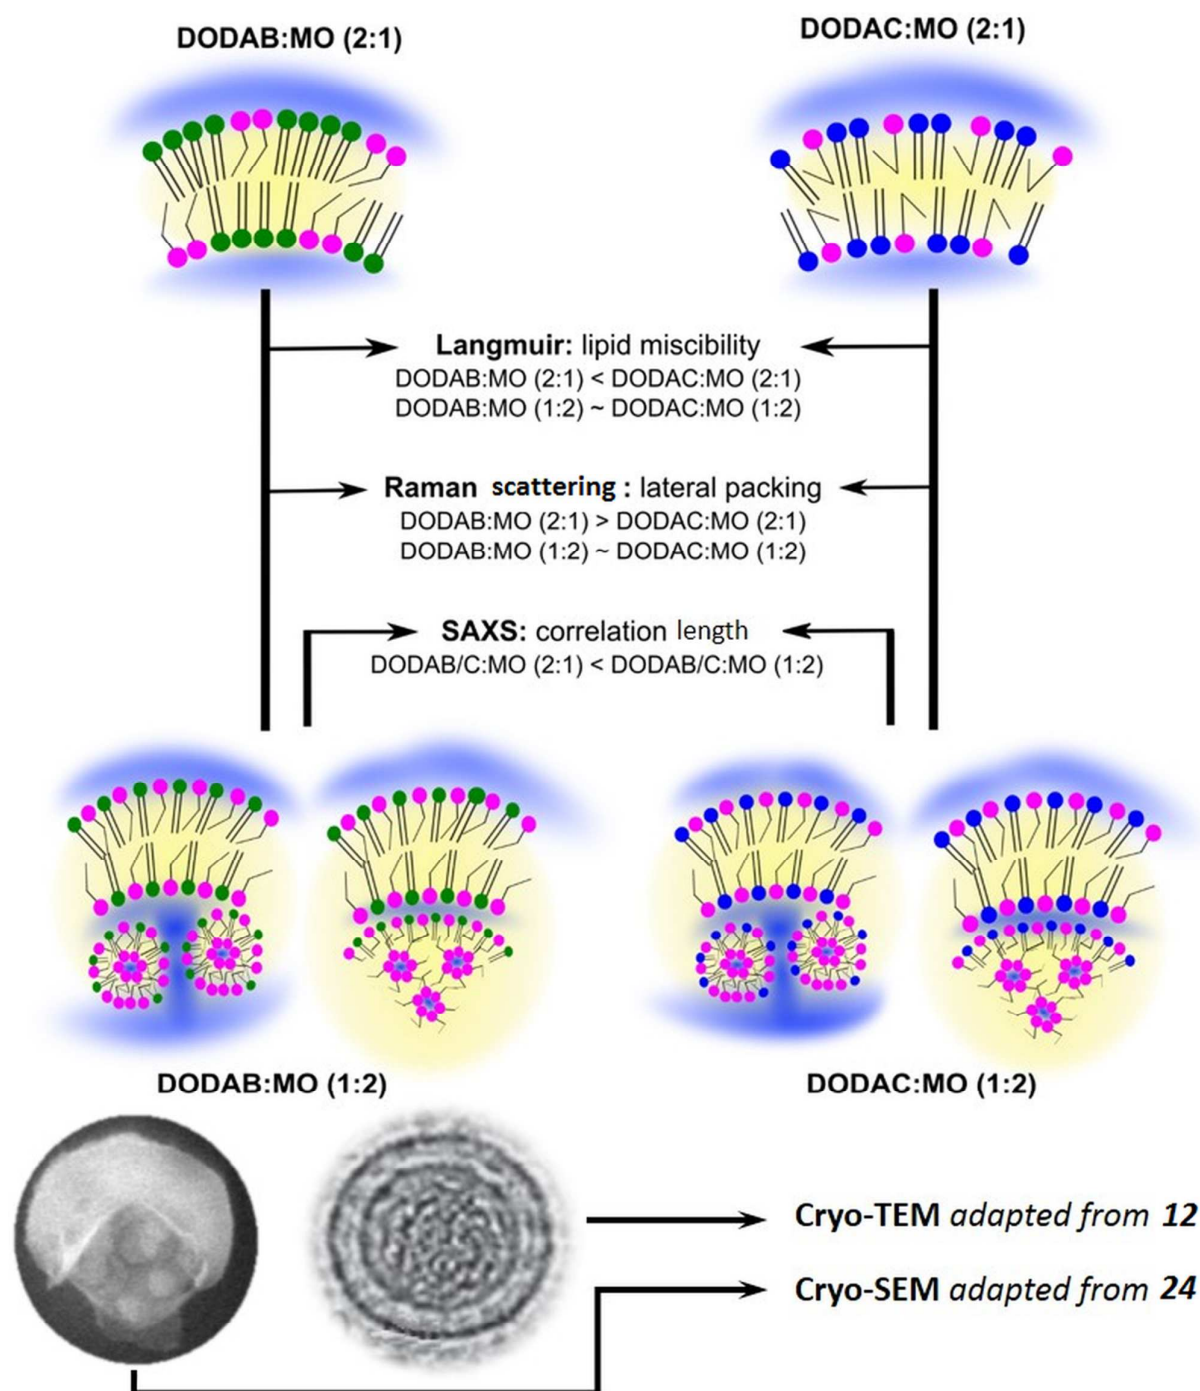 DODAB:MO (2:1)
DODAC:MO (2:1)
Langmuir: lipid miscibility
DODAB:MO (2:1) < DODAC:MO (2:1)
DODAB:MO (1:2) ~ DODAC:MO (1:2)
Raman scattering : lateral packing
DODAB:MO (2:1) > DODAC:MO (2:1)
DODAB:MO (1:2) ~ DODAC:MO (1:2)
SAXS: correlation length
DODAB/C:MO (2:1) < DODAB/C:MO (1:2)
DODAB:MO (1:2)
DODAC:MO (1:2)
Cryo-TEM adapted from 12
Cryo-SEM adapted from 24